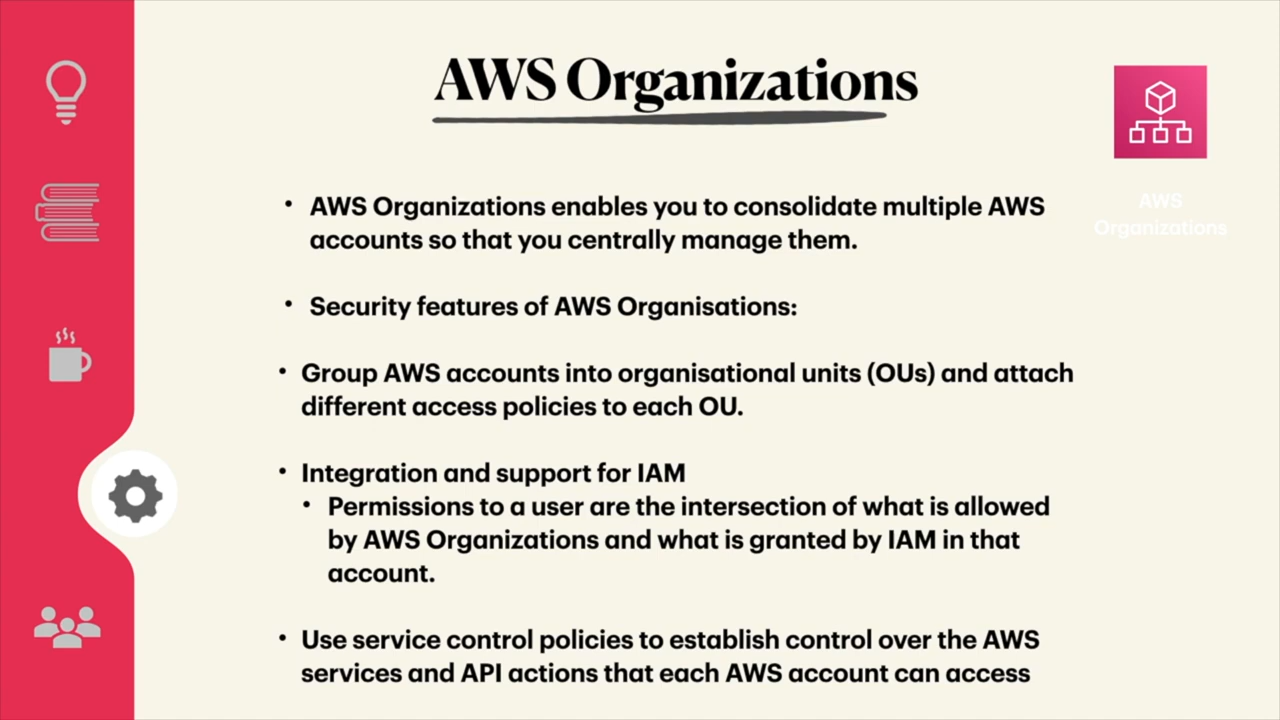 AWS Organizations
AWS
Organizations
• AWS Organizations enables you to consolidate multiple AWS
accounts so that you centrally manage them.
• Security features of AWS Organisations:
• Group AWS accounts into organisational units (OUs) and attach
different access policies to each OU.
• Integration and support for IAM
• Permissions to a user are the intersection of what is allowed
by AWS Organizations and what is granted by IAM in that
account.
• Use service control policies to establish control over the AWS
services and API actions that each AWS account can access